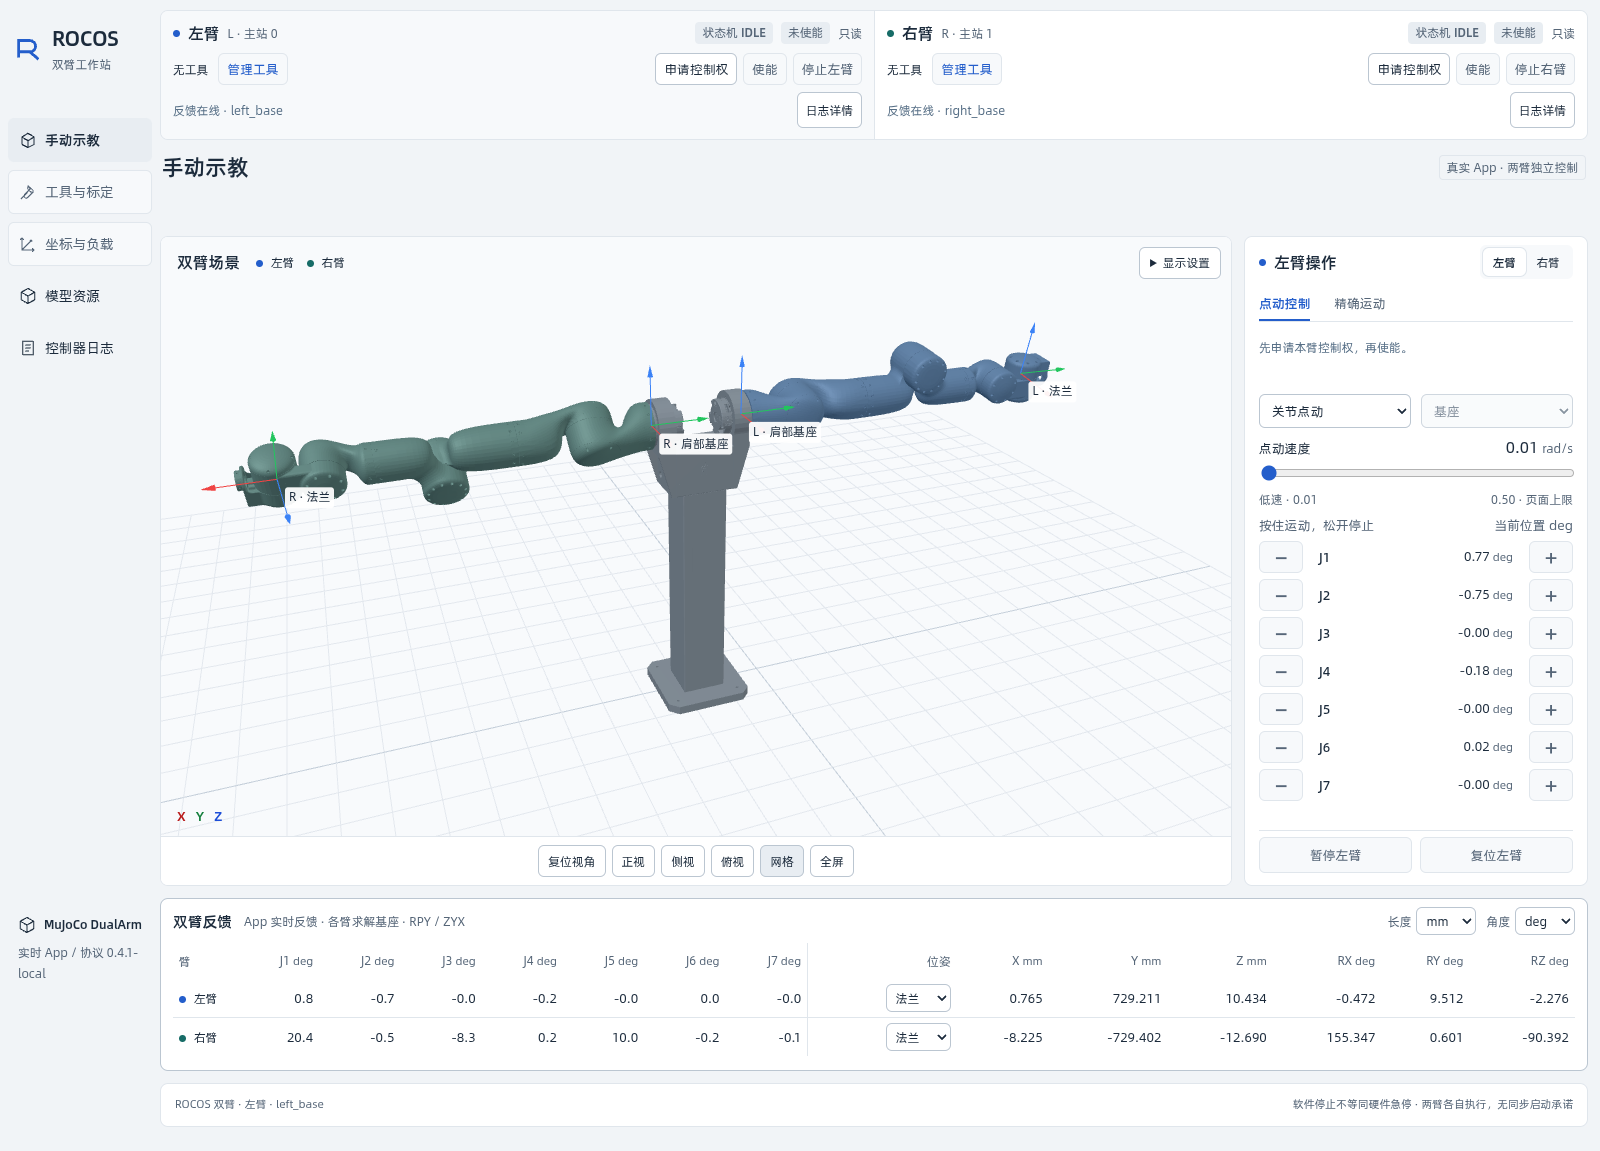 ROCOS
双臂工作站
手动示教
工具与标定
坐标与负载
模型资源
控制器日志
MuJoCo DualArm
实时 App / 协议 0.4.1-
local
左臂 L · 主站 0 状态机 IDLE 未使能 只读
无工具 管理工具 申请控制权 使能 停止左臂
反馈在线 · left_base 日志详情
右臂 R · 主站 1 状态机 IDLE 未使能 只读
无工具 管理工具 申请控制权 使能 停止右臂
反馈在线 · right_base 日志详情
手动示教 真实 App · 两臂独立控制
双臂场景 左臂 右臂 显示设置
L · 法兰
L · 肩部基座
R · 肩部基座
R · 法兰
X Y Z
复位视角 正视 侧视 俯视 网格 全屏
左臂操作 左臂 右臂
点动控制 精确运动
先申请本臂控制权，再使能。
关节点动 基座
点动速度 0.01 rad/s
低速 · 0.01 0.50 · 页面上限
按住运动，松开停止 当前位置 deg
− J1 0.77 deg +
− J2 -0.75 deg +
− J3 -0.00 deg +
− J4 -0.18 deg +
− J5 -0.00 deg +
− J6 0.02 deg +
− J7 -0.00 deg +
暂停左臂 复位左臂
双臂反馈 App 实时反馈 · 各臂求解基座 · RPY / ZYX 长度 mm 角度 deg
臂 J1 deg J2 deg J3 deg J4 deg J5 deg J6 deg J7 deg 位姿 X mm Y mm Z mm RX deg RY deg RZ deg
左臂 0.8 -0.7 -0.0 -0.2 -0.0 0.0 -0.0 法兰 0.765 729.211 10.434 -0.472 9.512 -2.276
右臂 20.4 -0.5 -8.3 0.2 10.0 -0.2 -0.1 法兰 -8.225 -729.402 -12.690 155.347 0.601 -90.392
ROCOS 双臂 · 左臂 · left_base 软件停止不等同硬件急停 · 两臂各自执行，无同步启动承诺